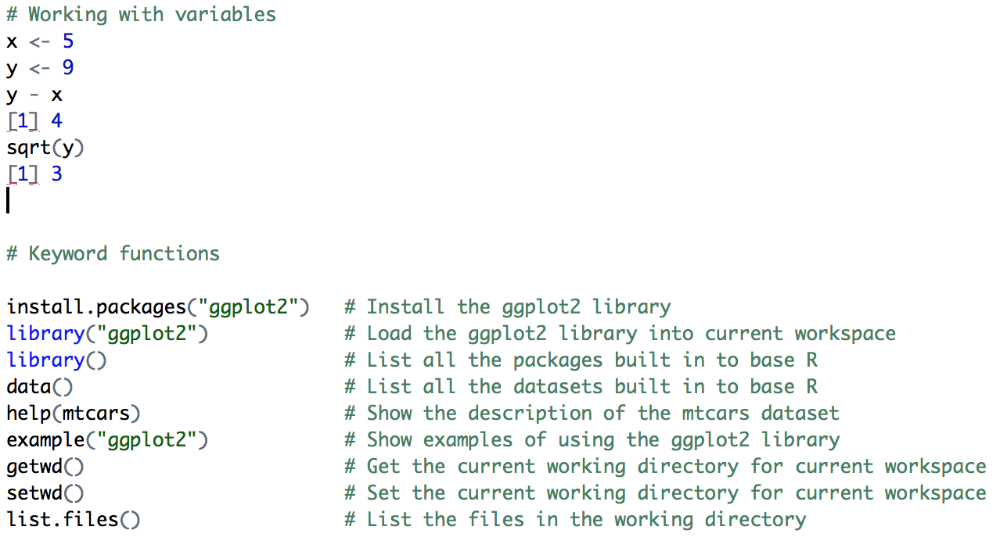 # Working with variables
x <- 5
y <- 9
y - x
[1] 4
sqrt(y)
[1] 3
# Keyword functions
install.packages("ggplot2")   # Install the ggplot2 library
library("ggplot2")            # Load the ggplot2 library into current workspace
library()                     # List all the packages built in to base R
data()                        # List all the datasets built in to base R
help(mtcars)                  # Show the description of the mtcars dataset
example("ggplot2")            # Show examples of using the ggplot2 library
getwd()                       # Get the current working directory for current workspace
setwd()                       # Set the current working directory for current workspace
list.files()                  # List the files in the working directory